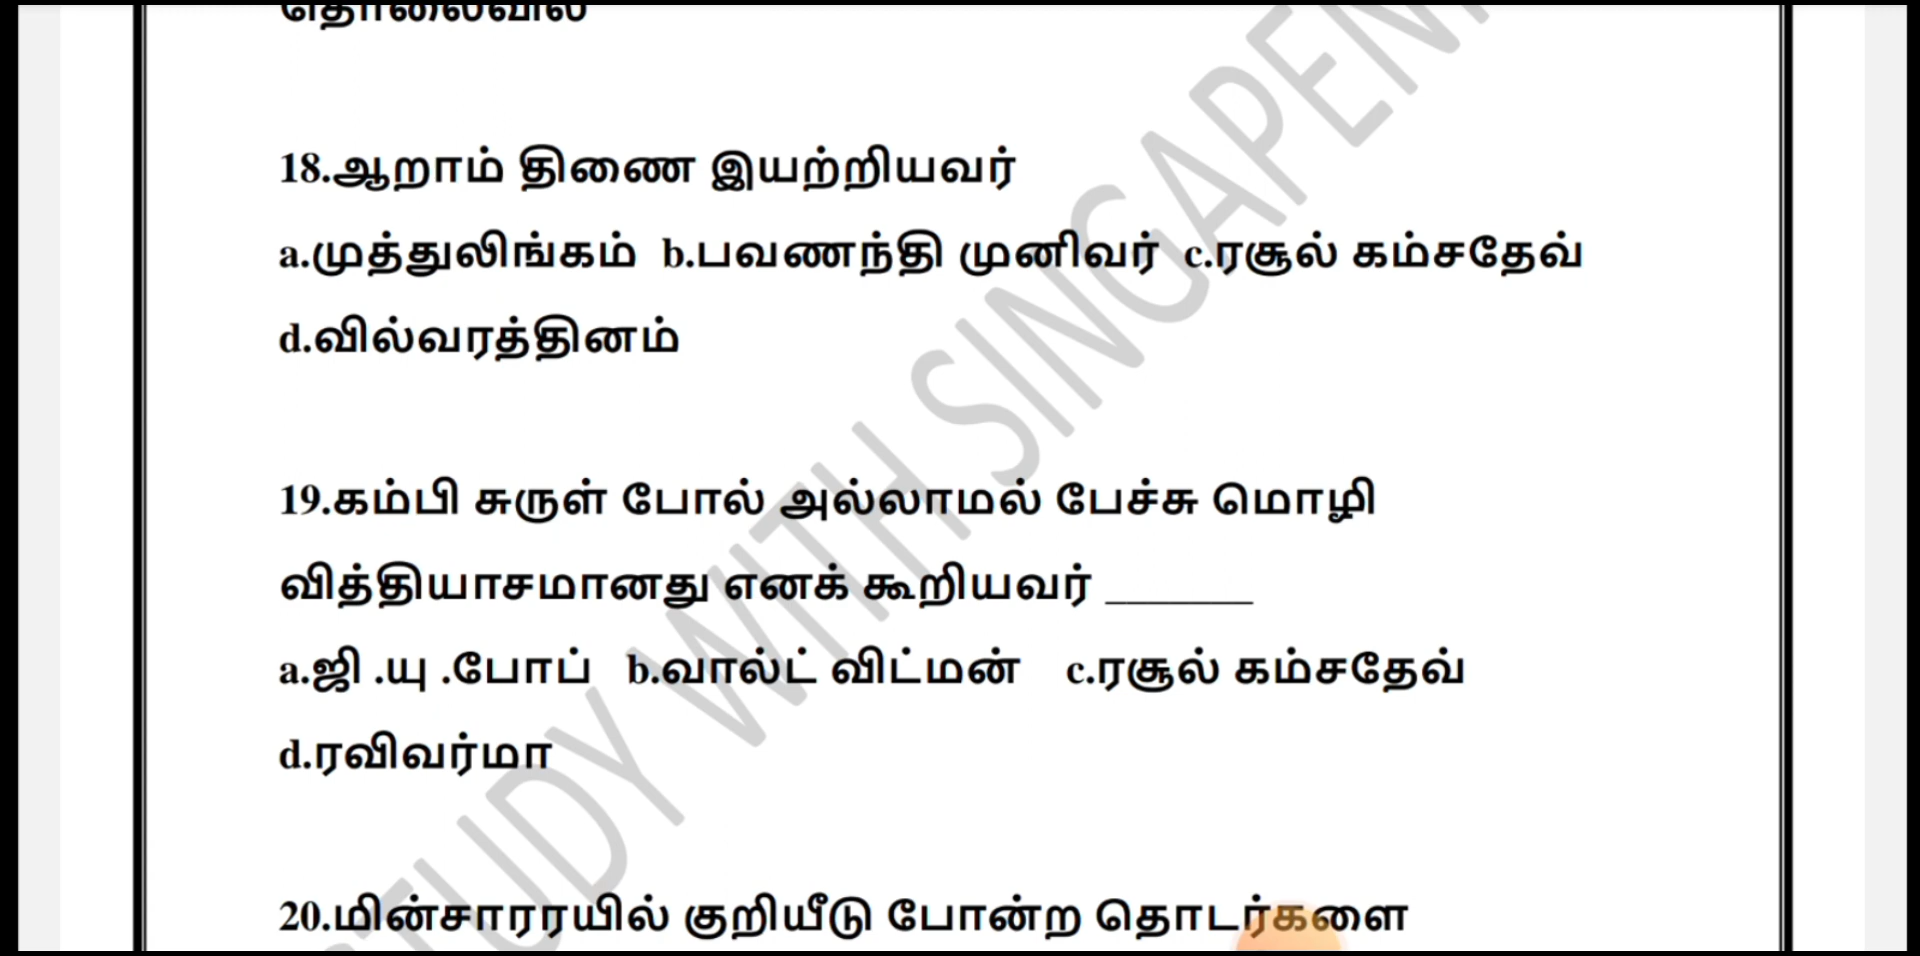 தொலைவில்
18.ஆறாம் திணை இயற்றியவர்
a.முத்துலிங்கம் b.பவணந்தி முனிவர் c.ரசூல் கம்சதேவ்
d.வில்வரத்தினம்
19.கம்பி சுருள் போல் அல்லாமல் பேச்சு மொழி
வித்தியாசமானது எனக் கூறியவர் _______
a.ஜி .யு .போப் b.வால்ட் விட்மன் c.ரசூல் கம்சதேவ்
d.ரவிவர்மா
20.மின்சாரரயில் குறியீடு போன்ற தொடர்களை
STUDY WITH SINGAPEN